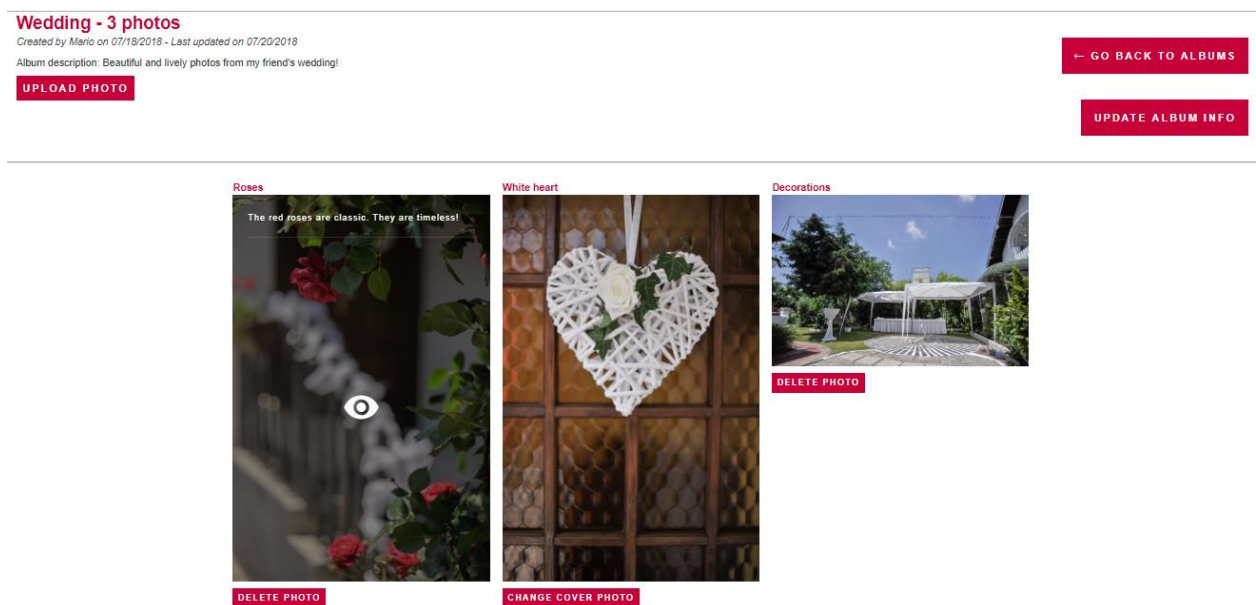 Wedding - 3 photos
Created by Mario on 07/18/2018 - Last updated on 07/20/2018
Album description: Beautiful and lively photos from my friend's wedding!
UPLOAD PHOTO
← GO BACK TO ALBUMS
UPDATE ALBUM INFO
Roses
The red roses are classic. They are timeless!
DELETE PHOTO
White heart
CHANGE COVER PHOTO
Decorations
DELETE PHOTO